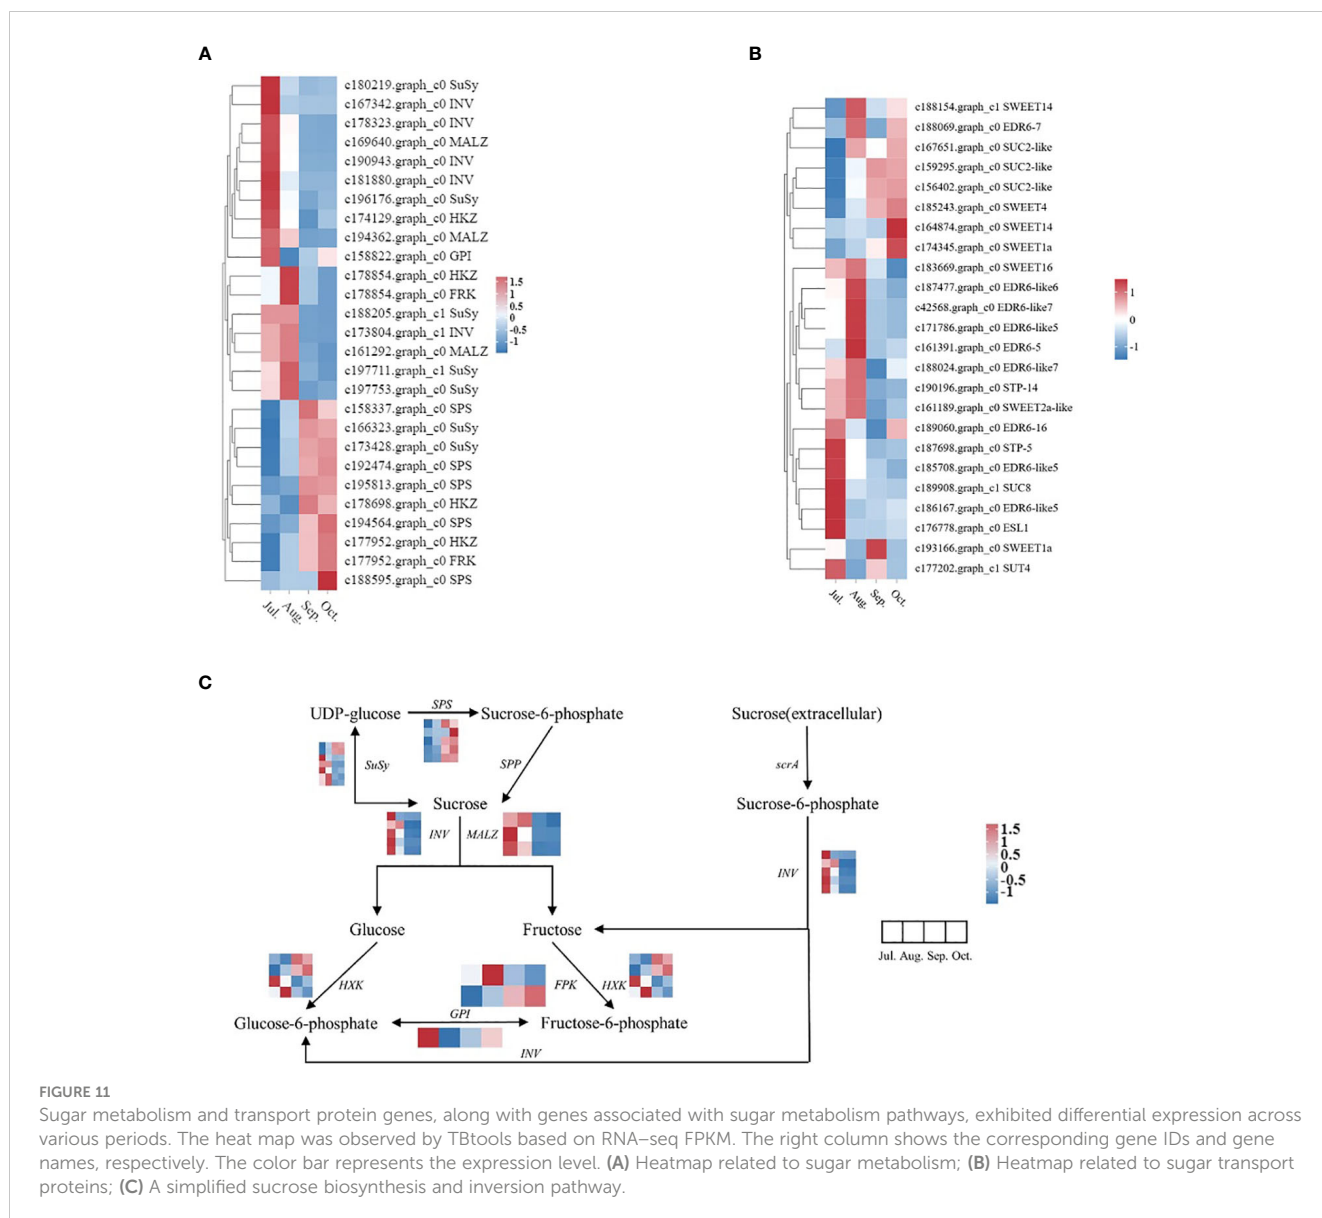 A
c180219.graph_c0 SuSy
c167342.graph_c0 INV
c178323.graph_c0 INV
c169640.graph_c0 MALZ
c190943.graph_c0 INV
c181880.graph_c0 INV
c196176.graph_c0 SuSy
c174129.graph_c0 HKZ
c194362.graph_c0 MALZ
c158822.graph_c0 GPI
c178854.graph_c0 HKZ
c178854.graph_c0 FRK
c188205.graph_c1 SuSy
c173804.graph_c1 INV
c161292.graph_c0 MALZ
c197711.graph_c1 SuSy
c197753.graph_c0 SuSy
c158337.graph_c0 SPS
c166323.graph_c0 SuSy
c173428.graph_c0 SuSy
c192474.graph_c0 SPS
c195813.graph_c0 SPS
c178698.graph_c0 HKZ
c194564.graph_c0 SPS
c177952.graph_c0 HKZ
c177952.graph_c0 FRK
c188595.graph_c0 SPS
Jul. Aug. Sep. Oct.
1.5
1
0.5
0
-0.5
-1
B
c188154.graph_c1 SWEET14
c188069.graph_c0 EDR6-7
c167651.graph_c0 SUC2-like
c159295.graph_c0 SUC2-like
c156402.graph_c0 SUC2-like
c185243.graph_c0 SWEET4
c164874.graph_c0 SWEET14
c174345.graph_c0 SWEET1a
c183669.graph_c0 SWEET16
c187477.graph_c0 EDR6-like6
c42568.graph_c0 EDR6-like7
c171786.graph_c0 EDR6-like5
c161391.graph_c0 EDR6-5
c188024.graph_c0 EDR6-like7
c190196.graph_c0 STP-14
c161189.graph_c0 SWEET2a-like
c189060.graph_c0 EDR6-16
c187698.graph_c0 STP-5
c185708.graph_c0 EDR6-like5
c189908.graph_c1 SUC8
c186167.graph_c0 EDR6-like5
c176778.graph_c0 ESL1
c193166.graph_c0 SWEET1a
c177202.graph_c1 SUT4
Jul. Aug. Sep. Oct.
1
0
-1
C
UDP-glucose
SPS
Sucrose-6-phosphate
Sucrose(extracellular)
SuSy
SPP
scrA
Sucrose
Sucrose-6-phosphate
INV
MALZ
INV
1.5
1
0.5
0
-0.5
-1
Glucose
Fructose
Jul. Aug. Sep. Oct.
HXK
FPK
HXK
GPI
Glucose-6-phosphate
Fructose-6-phosphate
INV
FIGURE 11
Sugar metabolism and transport protein genes, along with genes associated with sugar metabolism pathways, exhibited differential expression across
various periods. The heat map was observed by TBtools based on RNA–seq FPKM. The right column shows the corresponding gene IDs and gene
names, respectively. The color bar represents the expression level. (A) Heatmap related to sugar metabolism; (B) Heatmap related to sugar transport
proteins; (C) A simplified sucrose biosynthesis and inversion pathway.